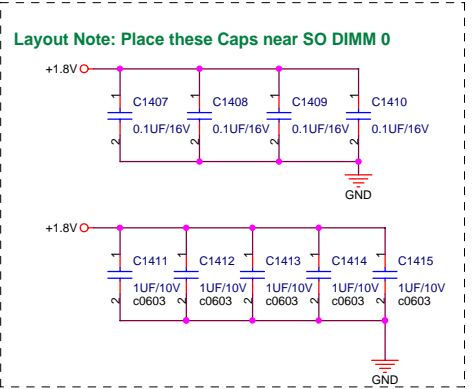 Layout Note: Place these Caps near SO DIMM 0
+1.8V
1 1 1 1
C1407 C1408 C1409 C1410
0.1UF/16V 0.1UF/16V 0.1UF/16V 0.1UF/16V
2 2 2 2
GND
+1.8V
1 1 1 1 1
C1411 C1412 C1413 C1414 C1415
1UF/10V 1UF/10V 1UF/10V 1UF/10V 1UF/10V
2 c0603 2 c0603 2 c0603 2 c0603 2 c0603
GND